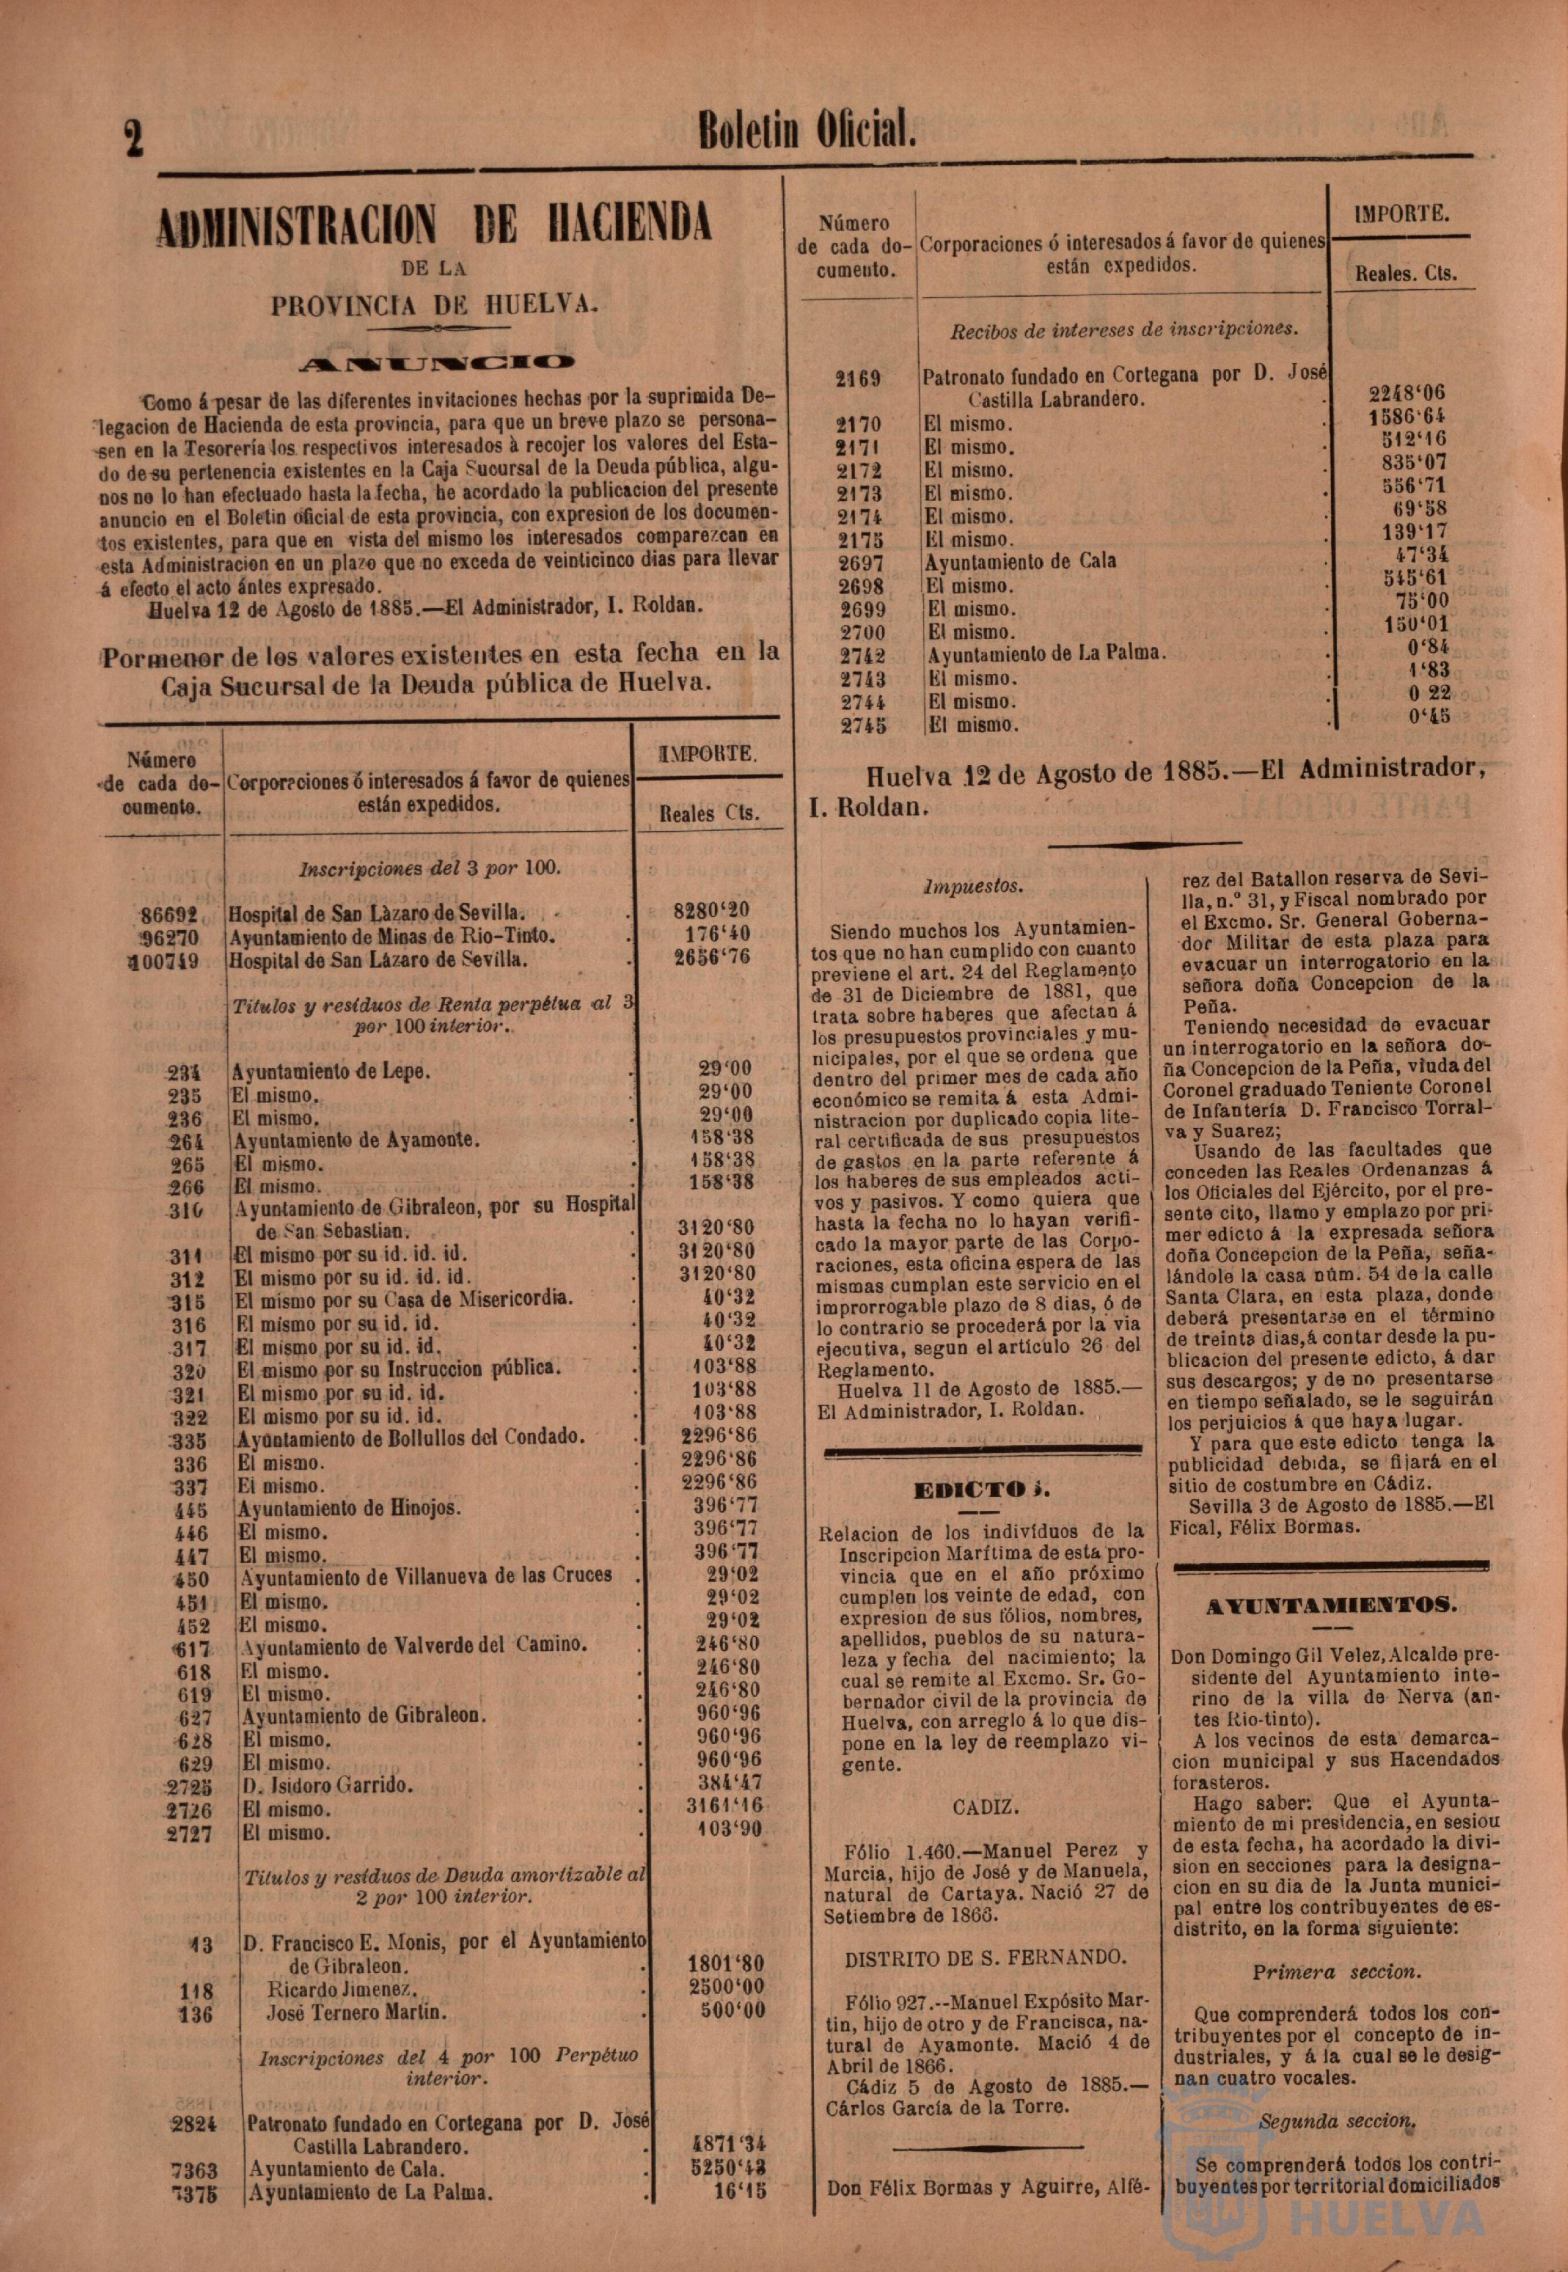 2
Boletin Oficial.
ADMINISTRACION DE HACIENDA
DE LA
PROVINCIA DE HUELVA.
ANUNCIO
Como á pesar de las diferentes invitaciones hechas por la suprimida De-
legacion de Hacienda de esta provincia, para que un breve plazo se persona-
sen en la Tesorería los respectivos interesados à recojer los valores del Esta-
do de su pertenencia existentes en la Caja Sucursal de la Deuda pública, algu-
nos no lo han efectuado hasta la fecha, he acordado la publicacion del presente
anuncio en el Boletin oficial de esta provincia, con expresion de los documen-
tos existentes, para que en vista del mismo los interesados comparezcan en
esta Administracion en un plazo que no exceda de veinticinco dias para llevar
á efecto el acto ántes expresado.
Huelva 12 de Agosto de 1885.—El Administrador, I. Roldan.
Pormenor de los valores existentes en esta fecha en la
Caja Sucursal de la Deuda pública de Huelva.
Número
de cada do-
cumento.
Corporaciones ó interesados á favor de quienes
están expedidos.
IMPORTE.
Reales Cts.
Inscripciones del 3 por 100.
86692 Hospital de San Làzaro de Sevilla. 8280‘20
96270 Ayuntamiento de Minas de Rio-Tinto. 176‘40
100749 Hospital de San Lázaro de Sevilla. 2656‘76
Titulos y resíduos de Renta perpétua al 3
por 100 interior.
234 Ayuntamiento de Lepe. 29‘00
235 El mismo. 29‘00
236 El mismo. 29‘00
264 Ayuntamiento de Ayamonte. 158‘38
265 El mismo. 158‘38
266 El mismo. 158‘38
310 Ayuntamiento de Gibraleon, por su Hospital
de San Sebastian. 3120‘80
311 El mismo por su id. id. id. 3120‘80
312 El mismo por su id. id. id. 3120‘80
315 El mismo por su Casa de Misericordia. 40‘32
316 El mismo por su id. id. 40‘32
317 El mismo por su id. id. 40‘32
320 El mismo por su Instruccion pública. 103‘88
321 El mismo por su id. id. 103‘88
322 El mismo por su id. id. 103‘88
335 Ayuntamiento de Bollullos del Condado. 2296‘86
336 El mismo. 2296‘86
337 El mismo. 2296‘86
445 Ayuntamiento de Hinojos. 396‘77
446 El mismo. 396‘77
447 El mismo. 396‘77
450 Ayuntamiento de Villanueva de las Cruces 29‘02
451 El mismo. 29‘02
452 El mismo. 29‘02
617 Ayuntamiento de Valverde del Camino. 246‘80
618 El mismo. 246‘80
619 El mismo. 246‘80
627 Ayuntamiento de Gibraleon. 960‘96
628 El mismo. 960‘96
629 El mismo. 960‘96
2725 D. Isidoro Garrido. 384‘47
2726 El mismo. 3161‘16
2727 El mismo. 103‘90
Titulos y resíduos de Deuda amortizable al
2 por 100 interior.
13 D. Francisco E. Monis, por el Ayuntamiento
de Gibraleon. 1801‘80
118 Ricardo Jimenez. 2500‘00
136 José Ternero Martin. 500‘00
Inscripciones del 4 por 100 Perpétuo
interior.
2824 Patronato fundado en Cortegana por D. José
Castilla Labrandero. 4871‘34
7363 Ayuntamiento de Cala. 5250‘43
7375 Ayuntamiento de La Palma. 16‘15
Número
de cada do-
cumento.
Corporaciones ó interesados á favor de quienes
están expedidos.
IMPORTE.
Reales. Cts.
Recibos de intereses de inscripciones.
2169 Patronato fundado en Cortegana por D. José
Castilla Labrandero. 2248‘06
2170 El mismo. 1586‘64
2171 El mismo. 512‘16
2172 El mismo. 835‘07
2173 El mismo. 556‘71
2174 El mismo. 69‘58
2175 El mismo. 139‘17
2697 Ayuntamiento de Cala 47‘34
2698 El mismo. 545‘61
2699 El mismo. 75‘00
2700 El mismo. 150‘01
2742 Ayuntamiento de La Palma. 0‘84
2743 El mismo. 1‘83
2744 El mismo. 0 22
2745 El mismo. 0‘45
Huelva 12 de Agosto de 1885.—El Administrador,
I. Roldan.
Impuestos.
Siendo muchos los Ayuntamien-
tos que no han cumplido con cuanto
previene el art. 24 del Reglamento
de 31 de Diciembre de 1881, que
trata sobre haberes que afectan á
los presupuestos provinciales y mu-
nicipales, por el que se ordena que
dentro del primer mes de cada año
económico se remita á esta Admi-
nistracion por duplicado copia lite-
ral certificada de sus presupuestos
de gastos en la parte referente á
los haberes de sus empleados acti-
vos y pasivos. Y como quiera que
hasta la fecha no lo hayan verifi-
cado la mayor parte de las Corpo-
raciones, esta oficina espera de las
mismas cumplan este servicio en el
improrrogable plazo de 8 dias, ó de
lo contrario se procederá por la via
ejecutiva, segun el artículo 26 del
Reglamento.
Huelva 11 de Agosto de 1885.—
El Administrador, I. Roldan.
EDICTOS.
Relacion de los indivíduos de la
Inscripcion Marítima de esta pro-
vincia que en el año próximo
cumplen los veinte de edad, con
expresion de sus fólios, nombres,
apellidos, pueblos de su natura-
leza y fecha del nacimiento; la
cual se remite al Excmo. Sr. Go-
bernador civil de la provincia de
Huelva, con arreglo á lo que dis-
pone en la ley de reemplazo vi-
gente.
CADIZ.
Fólio 1.460.—Manuel Perez y
Murcia, hijo de José y de Manuela,
natural de Cartaya. Nació 27 de
Setiembre de 1866.
DISTRITO DE S. FERNANDO.
Fólio 927.--Manuel Expósito Mar-
tin, hijo de otro y de Francisca, na-
tural de Ayamonte. Mació 4 de
Abril de 1866.
Cádiz 5 de Agosto de 1885.—
Cárlos García de la Torre.
Don Félix Bormas y Aguirre, Alfé-
rez del Batallon reserva de Sevi-
lla, n.º 31, y Fiscal nombrado por
el Excmo. Sr. General Goberna-
dor Militar de esta plaza para
evacuar un interrogatorio en la
señora doña Concepcion de la
Peña.
Teniendo necesidad de evacuar
un interrogatorio en la señora do-
ña Concepcion de la Peña, viuda del
Coronel graduado Teniente Coronel
de Infantería D. Francisco Torral-
va y Suarez;
Usando de las facultades que
conceden las Reales Ordenanzas á
los Oficiales del Ejército, por el pre-
sente cito, llamo y emplazo por pri-
mer edicto á la expresada señora
doña Concepcion de la Peña, seña-
lándole la casa núm. 54 de la calle
Santa Clara, en esta plaza, donde
deberá presentarse en el término
de treinta dias, á contar desde la pu-
blicacion del presente edicto, á dar
sus descargos; y de no presentarse
en tiempo señalado, se le seguirán
los perjuicios á que haya lugar.
Y para que este edicto tenga la
publicidad debida, se fijará en el
sitio de costumbre en Cádiz.
Sevilla 3 de Agosto de 1885.—El
Fical, Félix Bormas.
AYUNTAMIENTOS.
Don Domingo Gil Velez, Alcalde pre-
sidente del Ayuntamiento inte-
rino de la villa de Nerva (an-
tes Rio-tinto).
A los vecinos de esta demarca-
cion municipal y sus Hacendados
forasteros.
Hago saber: Que el Ayunta-
miento de mi presidencia, en sesiou
de esta fecha, ha acordado la divi-
sion en secciones para la designa-
cion en su dia de la Junta munici-
pal entre los contribuyentes de es-
distrito, en la forma siguiente:
Primera seccion.
Que comprenderá todos los con-
tribuyentes por el concepto de in-
dustriales, y á la cual se le desig-
nan cuatro vocales.
Segunda seccion.
Se comprenderá todos los contri-
buyentes por territorial domiciliados
HUELVA